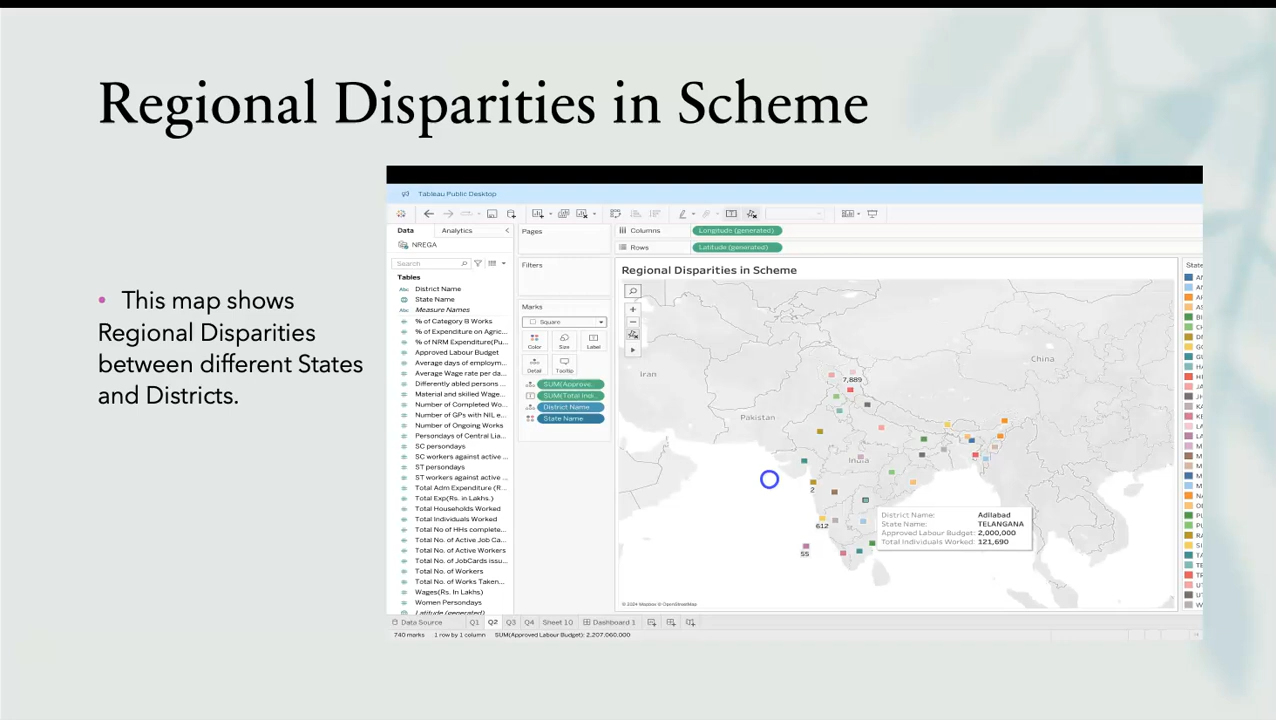 Regional Disparities in Scheme
• This map shows
Regional Disparities
between different States
and Districts.
Tableau Public Desktop
Data
Analytics
NREGA
Search
Tables
District Name
State Name
Measure Names
% of Category B Works
% of Expenditure on Agric...
% of NRM Expenditure(Pu...
Approved Labour Budget
Average days of employm...
Average Wage rate per da...
Differently abled persons ...
Material and skilled Wage...
Number of Completed Wo...
Number of GPs with NIL e...
Number of Ongoing Works
Persondays of Central Lia...
SC persondays
SC workers against active ...
ST persondays
ST workers against active ...
Total Adm Expenditure (R...
Total Exp(Rs. in Lakhs.)
Total Households Worked
Total Individuals Worked
Total No of HHs complete...
Total No. of Active Job Ca...
Total No. of Active Workers
Total No. of JobCards issu...
Total No. of Workers
Total No. of Works Taken...
Wages(Rs. In Lakhs)
Women Persondays
Latitude (generated)
Pages
Filters
Marks
Square
Color
Size
Label
Detail
Tooltip
SUM(Approve..
SUM(Total Indi..
District Name
State Name
Columns
Longitude (generated)
Rows
Latitude (generated)
Regional Disparities in Scheme
Iran
Pakistan
China
India
7,889
2
612
55
District Name: Adilabad
State Name: TELANGANA
Approved Labour Budget: 2,000,000
Total Individuals Worked: 121,690
© 2024 Mapbox © OpenStreetMap
State
Data Source
Q1
Q2
Q3
Q4
Sheet 10
Dashboard 1
740 marks
1 row by 1 column
SUM(Approved Labour Budget): 2,207,060,000